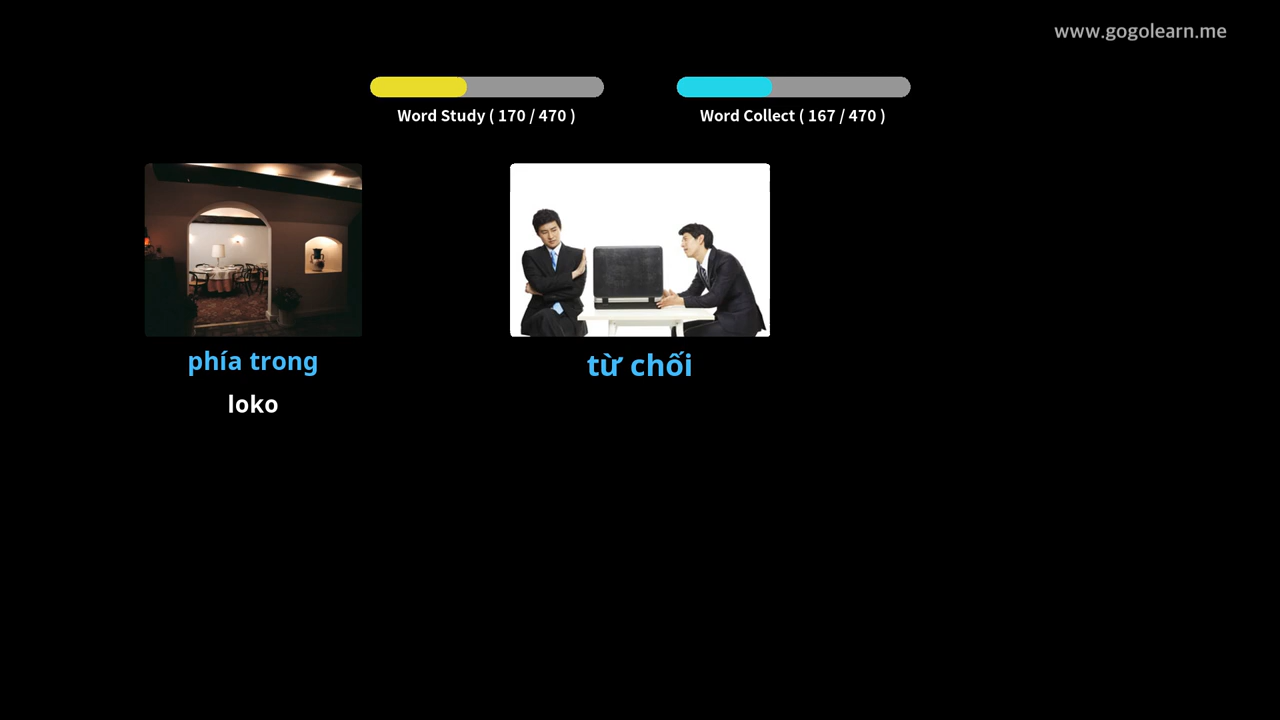 www.gogolearn.me
Word Study ( 170 / 470 )
Word Collect ( 167 / 470 )
phía trong
loko
từ chối